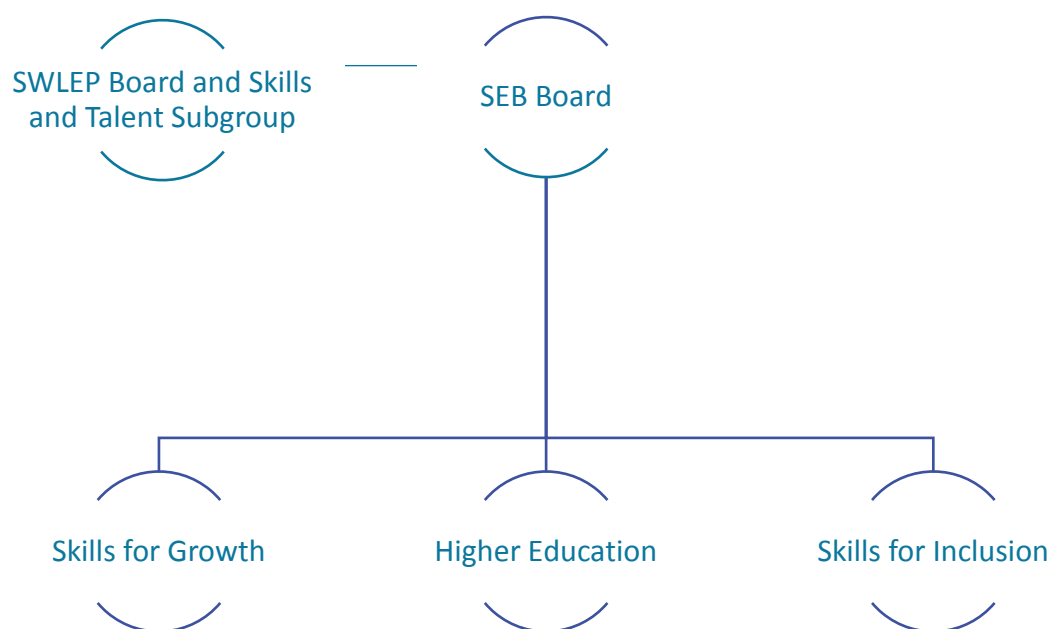 SWLEP Board and Skills
and Talent Subgroup
SEB Board
Skills for Growth
Higher Education
Skills for Inclusion